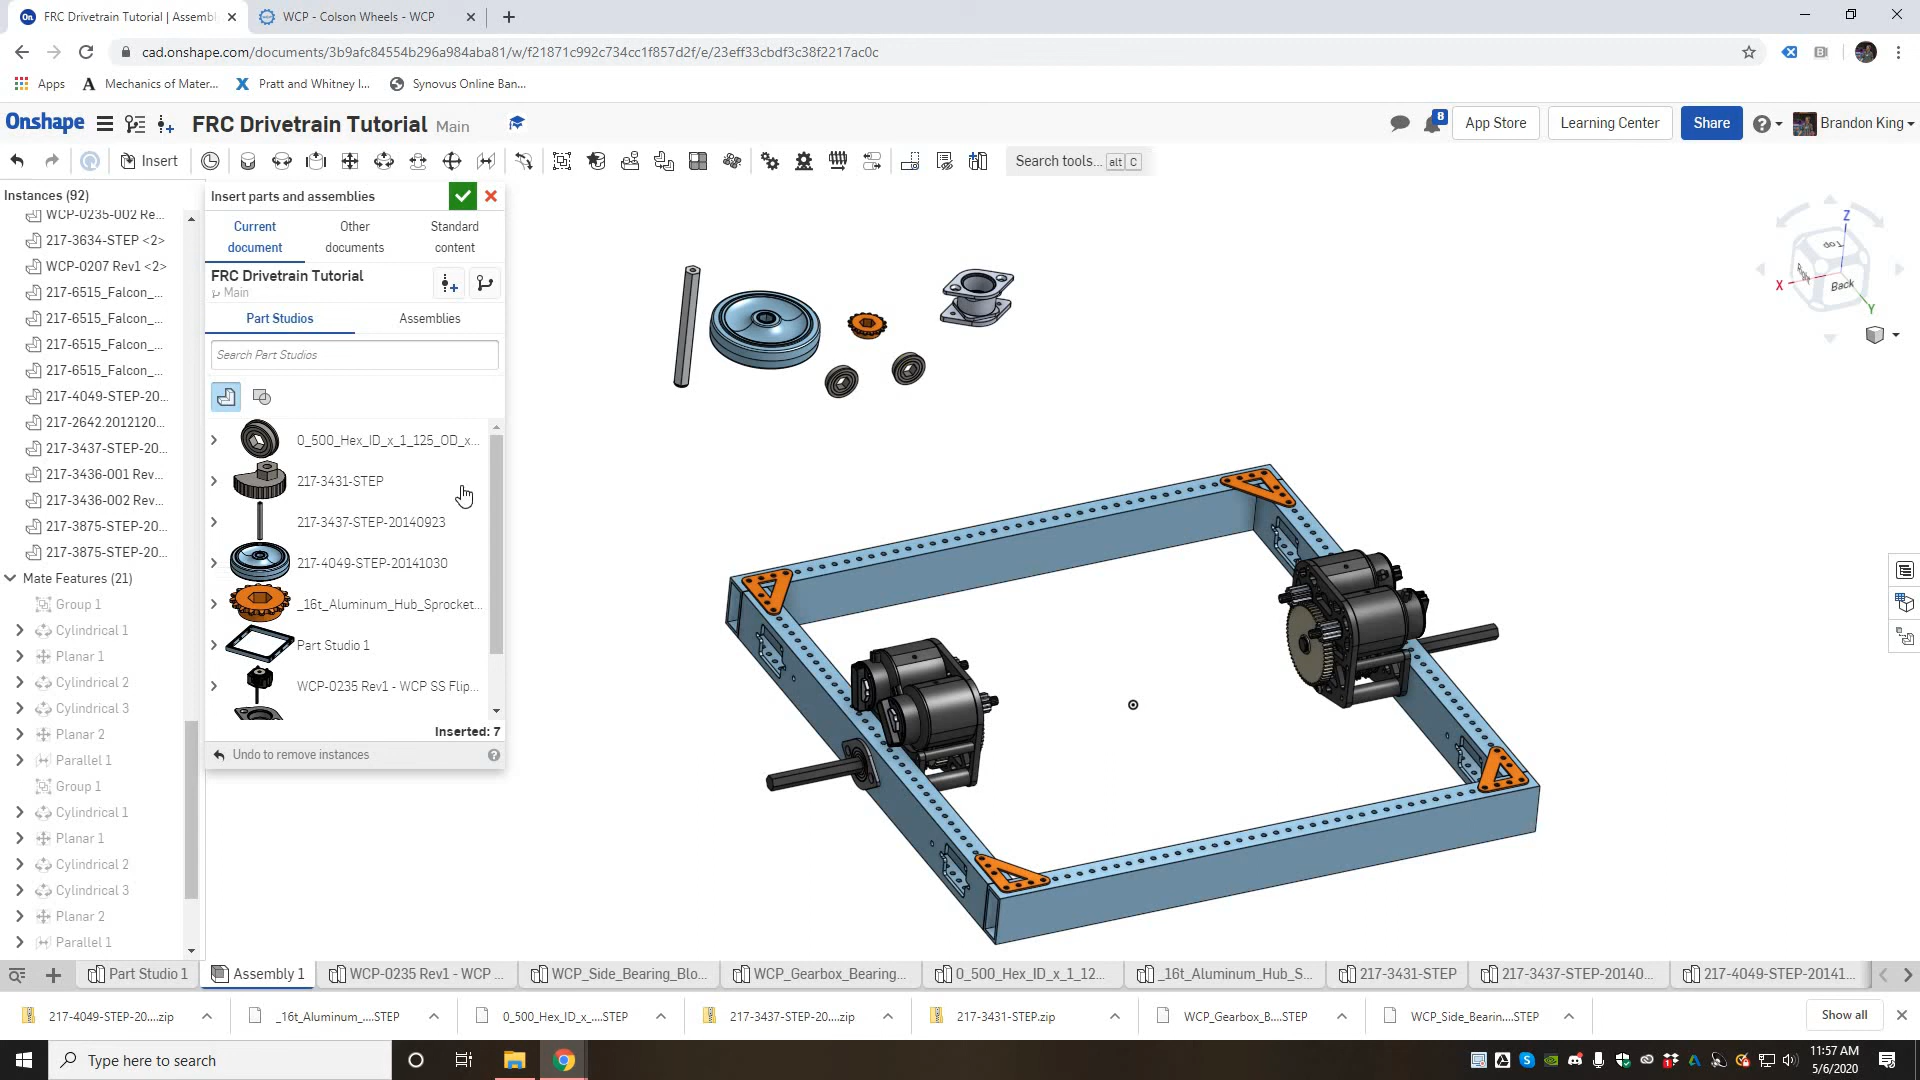 FRC Drivetrain Tutorial | Assembl
WCP - Colson Wheels - WCP
cad.onshape.com/documents/3b9afc84554b296a984aba81/w/f21871c992c734cc1f857d2f/e/23eff33cbdf3c38f2217ac0c
Apps
Mechanics of Mater...
Pratt and Whitney I...
Synovus Online Ban...
Onshape
FRC Drivetrain Tutorial Main
8
App Store
Learning Center
Share
Brandon King
Insert
Search tools... alt C
Instances (92)
WCP-0235-002 Re...
217-3634-STEP <2>
WCP-0207 Rev1 <2>
217-6515_Falcon_...
217-6515_Falcon_...
217-6515_Falcon_...
217-6515_Falcon_...
217-4049-STEP-20...
217-2642.2012120...
217-3437-STEP-20...
217-3436-001 Rev...
217-3436-002 Rev...
217-3875-STEP-20...
217-3875-STEP-20...
Mate Features (21)
Group 1
Cylindrical 1
Planar 1
Cylindrical 2
Cylindrical 3
Planar 2
Parallel 1
Group 1
Cylindrical 1
Planar 1
Cylindrical 2
Cylindrical 3
Planar 2
Parallel 1
Insert parts and assemblies
Current document
Other documents
Standard content
FRC Drivetrain Tutorial
Main
Part Studios
Assemblies
Search Part Studios
0_500_Hex_ID_x_1_125_OD_x...
217-3431-STEP
217-3437-STEP-20140923
217-4049-STEP-20141030
_16t_Aluminum_Hub_Sprocket...
Part Studio 1
WCP-0235 Rev1 - WCP SS Flip...
Inserted: 7
Undo to remove instances
Z
Top
Right
Back
X
Y
Part Studio 1
Assembly 1
WCP-0235 Rev1 - WCP ...
WCP_Side_Bearing_Blo...
WCP_Gearbox_Bearing...
0_500_Hex_ID_x_1_12...
_16t_Aluminum_Hub_S...
217-3431-STEP
217-3437-STEP-20140...
217-4049-STEP-20141...
217-4049-STEP-20....zip
_16t_Aluminum_....STEP
0_500_Hex_ID_x_....STEP
217-3437-STEP-20....zip
217-3431-STEP.zip
WCP_Gearbox_B....STEP
WCP_Side_Bearin....STEP
Show all
Type here to search
11:57 AM
5/6/2020